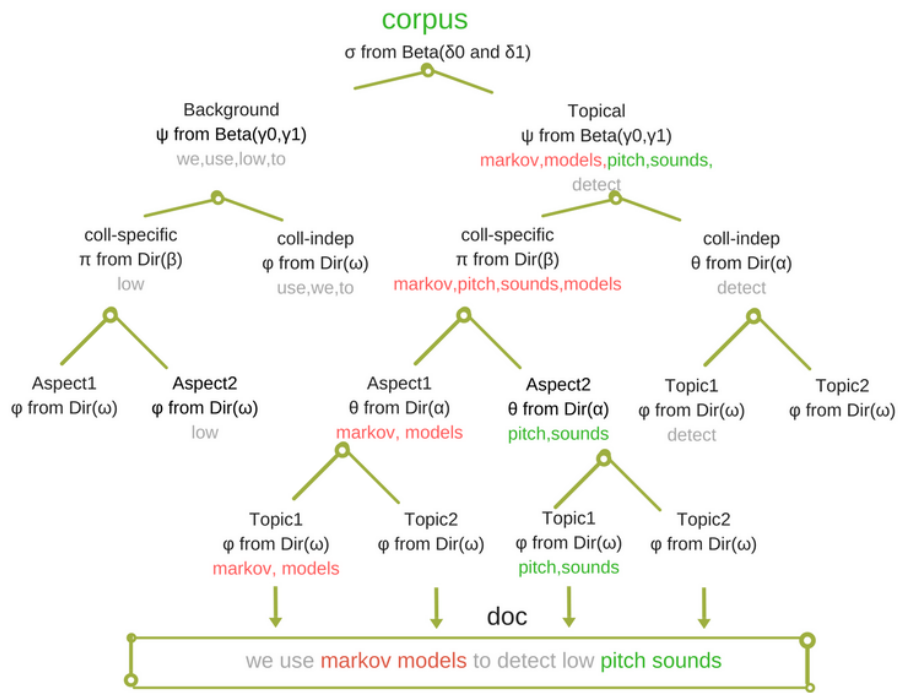 corpus
σ from Beta(δ0 and δ1)
Background
ψ from Beta(γ0,γ1)
we,use,low,to
Topical
ψ from Beta(γ0,γ1)
markov,models,pitch,sounds,
detect
coll-specific
π from Dir(β)
low
coll-indep
φ from Dir(ω)
use,we,to
coll-specific
π from Dir(β)
markov,pitch,sounds,models
coll-indep
θ from Dir(α)
detect
Aspect1
φ from Dir(ω)
Aspect2
φ from Dir(ω)
low
Aspect1
θ from Dir(α)
markov, models
Aspect2
θ from Dir(α)
pitch,sounds
Topic1
φ from Dir(ω)
detect
Topic2
φ from Dir(ω)
Topic1
φ from Dir(ω)
markov, models
Topic2
φ from Dir(ω)
Topic1
φ from Dir(ω)
pitch,sounds
Topic2
φ from Dir(ω)
doc
we use markov models to detect low pitch sounds